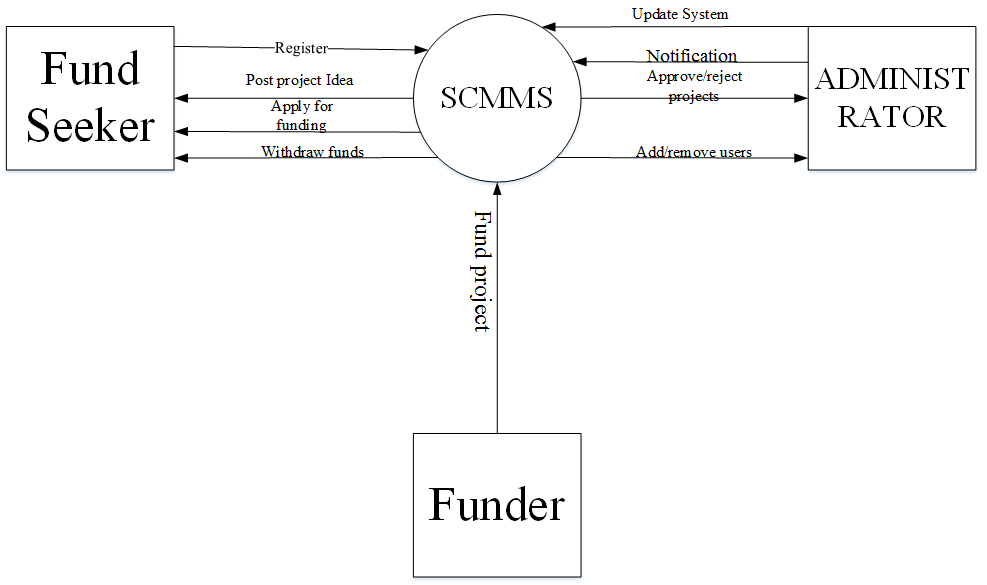 Fund
Seeker
Register
Post project Idea
Apply for
funding
Withdraw funds
SCMMS
Update System
Notification
Approve/reject
projects
Add/remove users
ADMINIST
RATOR
Fund project
Funder